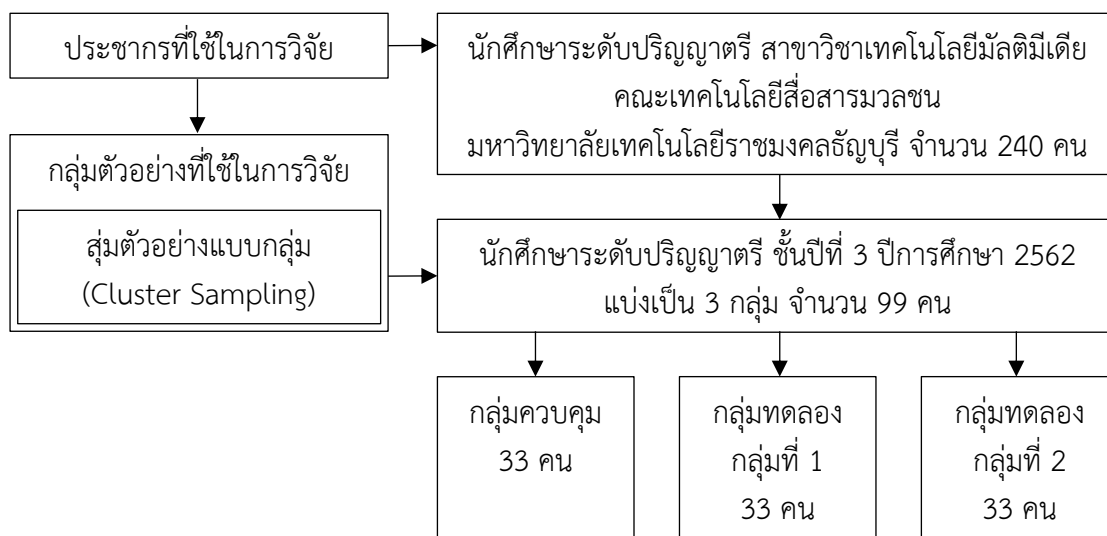 ประชากรที่ใช้ในการวิจัย
นักศึกษาระดับปริญญาตรี สาขาวิชาเทคโนโลยีมัลติมีเดีย
คณะเทคโนโลยีสื่อสารมวลชน
มหาวิทยาลัยเทคโนโลยีราชมงคลธัญบุรี จำนวน 240 คน
กลุ่มตัวอย่างที่ใช้ในการวิจัย
สุ่มตัวอย่างแบบกลุ่ม
(Cluster Sampling)
นักศึกษาระดับปริญญาตรี ชั้นปีที่ 3 ปีการศึกษา 2562
แบ่งเป็น 3 กลุ่ม จำนวน 99 คน
กลุ่มควบคุม
33 คน
กลุ่มทดลอง
กลุ่มที่ 1
33 คน
กลุ่มทดลอง
กลุ่มที่ 2
33 คน